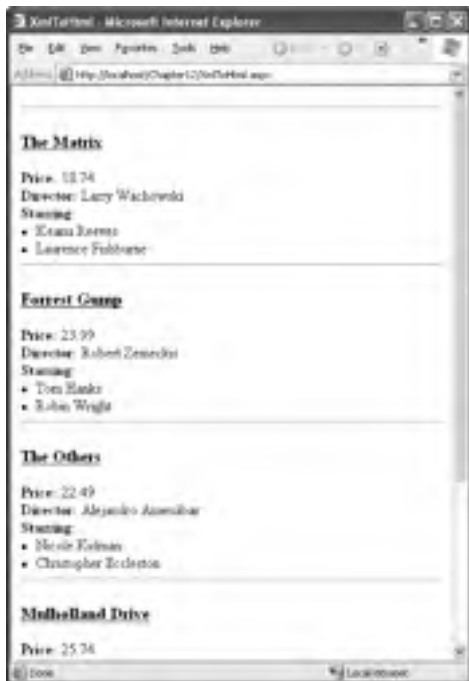 XmlToHtml - Microsoft Internet Explorer
File Edit View Favorites Tools Help
Address http://localhost/Chapter12/XmlToHtml.aspx
The Matrix
Price: 18.74
Director: Larry Wachowski
Starring:
• Keanu Reeves
• Laurence Fishburne
Forrest Gump
Price: 23.99
Director: Robert Zemeckis
Starring:
• Tom Hanks
• Robin Wright
The Others
Price: 22.49
Director: Alejandro Amenábar
Starring:
• Nicole Kidman
• Christopher Eccleston
Mulholland Drive
Price: 25.74
Done Local intranet